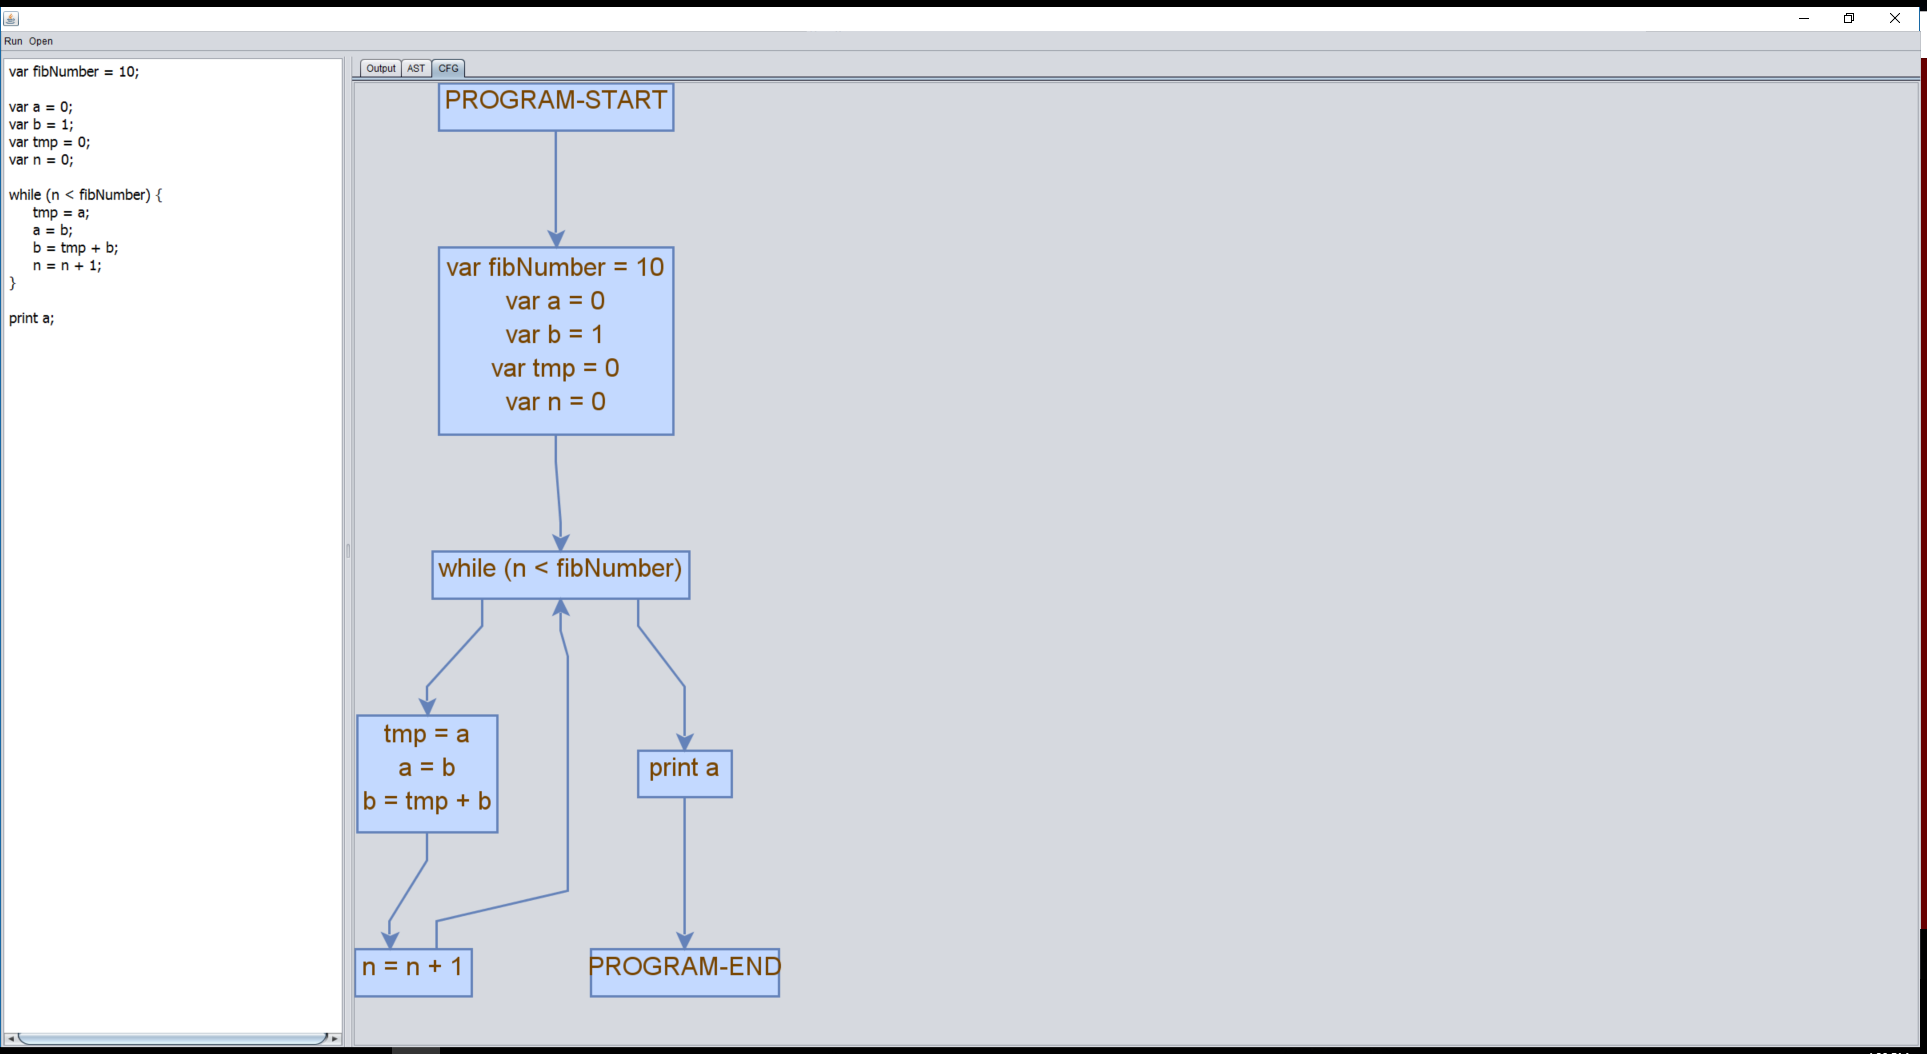 Run Open
var fibNumber = 10;
var a = 0;
var b = 1;
var tmp = 0;
var n = 0;
while (n < fibNumber) {
tmp = a;
a = b;
b = tmp + b;
n = n + 1;
}
print a;
Output AST CFG
PROGRAM-START
var fibNumber = 10
var a = 0
var b = 1
var tmp = 0
var n = 0
while (n < fibNumber)
tmp = a
a = b
b = tmp + b
print a
n = n + 1
PROGRAM-END